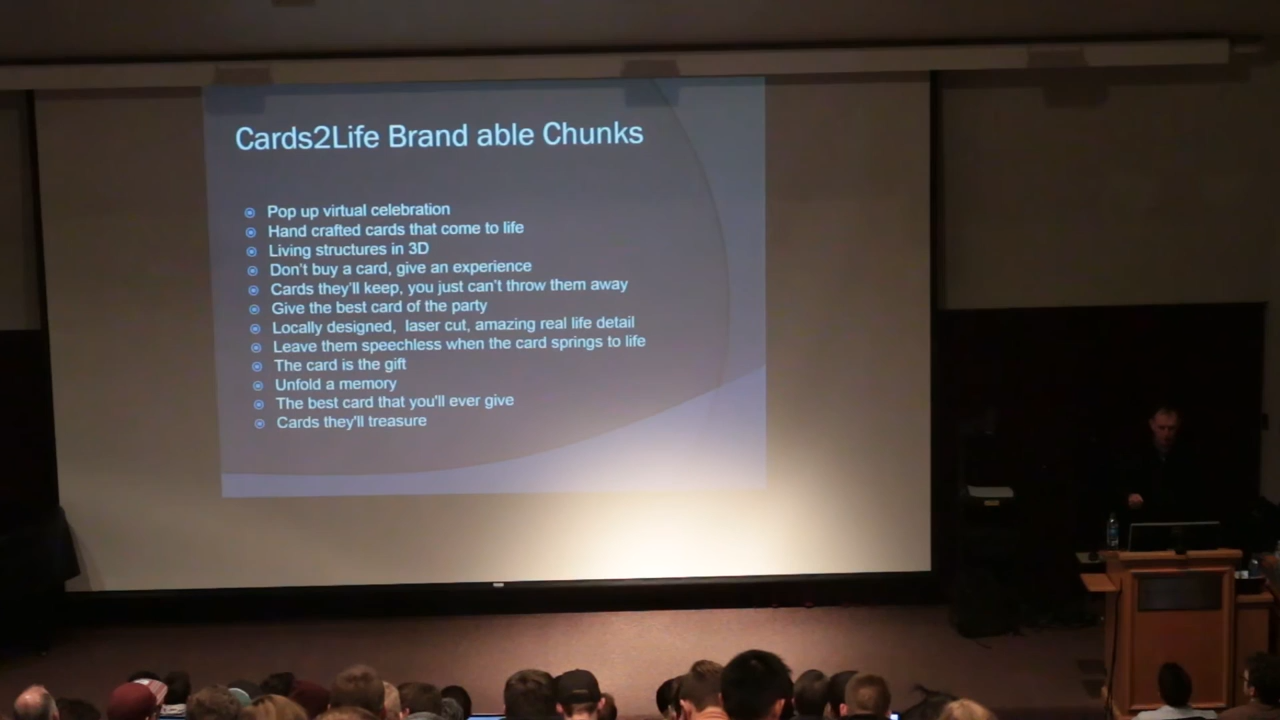 Cards2Life Brand able Chunks
Pop up virtual celebration
Hand crafted cards that come to life
Living structures in 3D
Don't buy a card, give an experience
Cards they'll keep, you just can't throw them away
Give the best card of the party
Locally designed, laser cut, amazing real life detail
Leave them speechless when the card springs to life
The card is the gift
Unfold a memory
The best card that you'll ever give
Cards they'll treasure